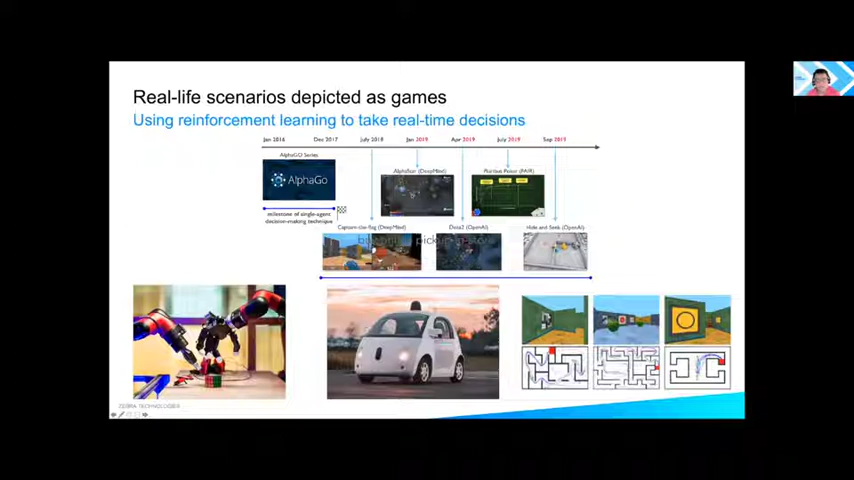 Real-life scenarios depicted as games
Using reinforcement learning to take real-time decisions
Jan 2016 Dec 2017 July 2018 Jan 2019 Apr 2019 July 2019 Sep 2019
AlphaGO Series
AlphaStar (DeepMind) Pluribus Poker (FAIR)
AlphaGo
milestone of single-agent
decision-making technique
Capture-the-flag (DeepMind) Dota2 (OpenAI) Hide and Seek (OpenAI)
ZEBRA TECHNOLOGIES